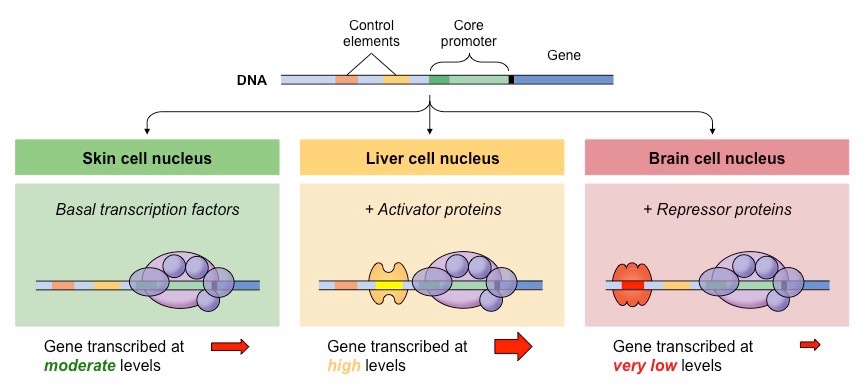 Control
elements
Core
promoter
Gene
DNA
Skin cell nucleus
Liver cell nucleus
Brain cell nucleus
Basal transcription factors
+ Activator proteins
+ Repressor proteins
Gene transcribed at
moderate levels
Gene transcribed at
high levels
Gene transcribed at
very low levels